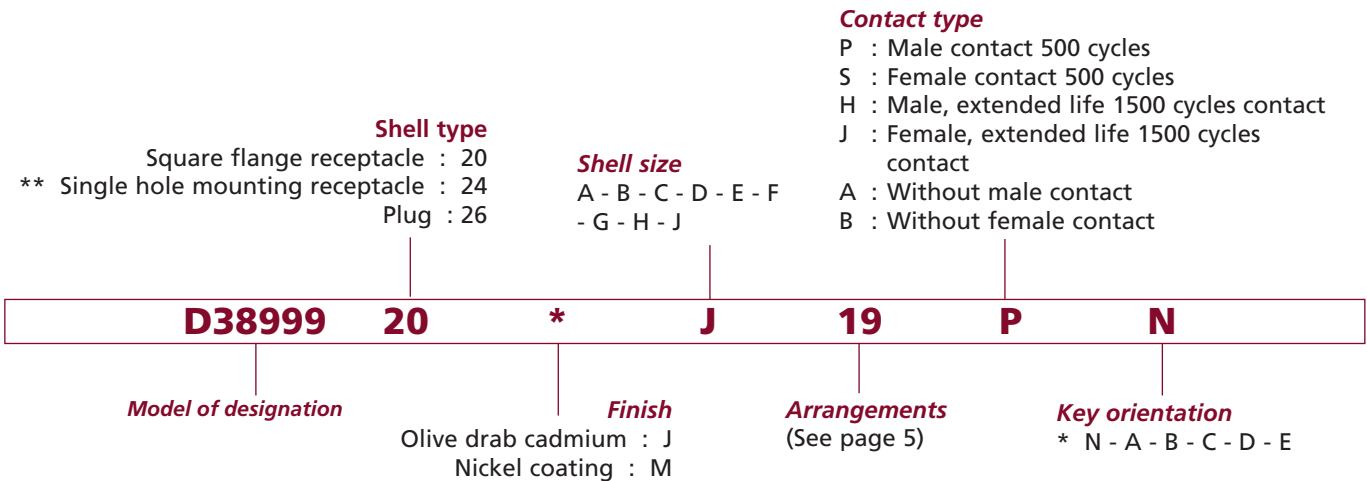 Contact type
P : Male contact 500 cycles
S : Female contact 500 cycles
H : Male, extended life 1500 cycles contact
J : Female, extended life 1500 cycles
contact
A : Without male contact
B : Without female contact
Shell type
Square flange receptacle : 20
** Single hole mounting receptacle : 24
Plug : 26
Shell size
A - B - C - D - E - F
- G - H - J
D38999 20 * J 19 P N
Model of designation
Finish
Olive drab cadmium : J
Nickel coating : M
Arrangements
(See page 5)
Key orientation
* N - A - B - C - D - E